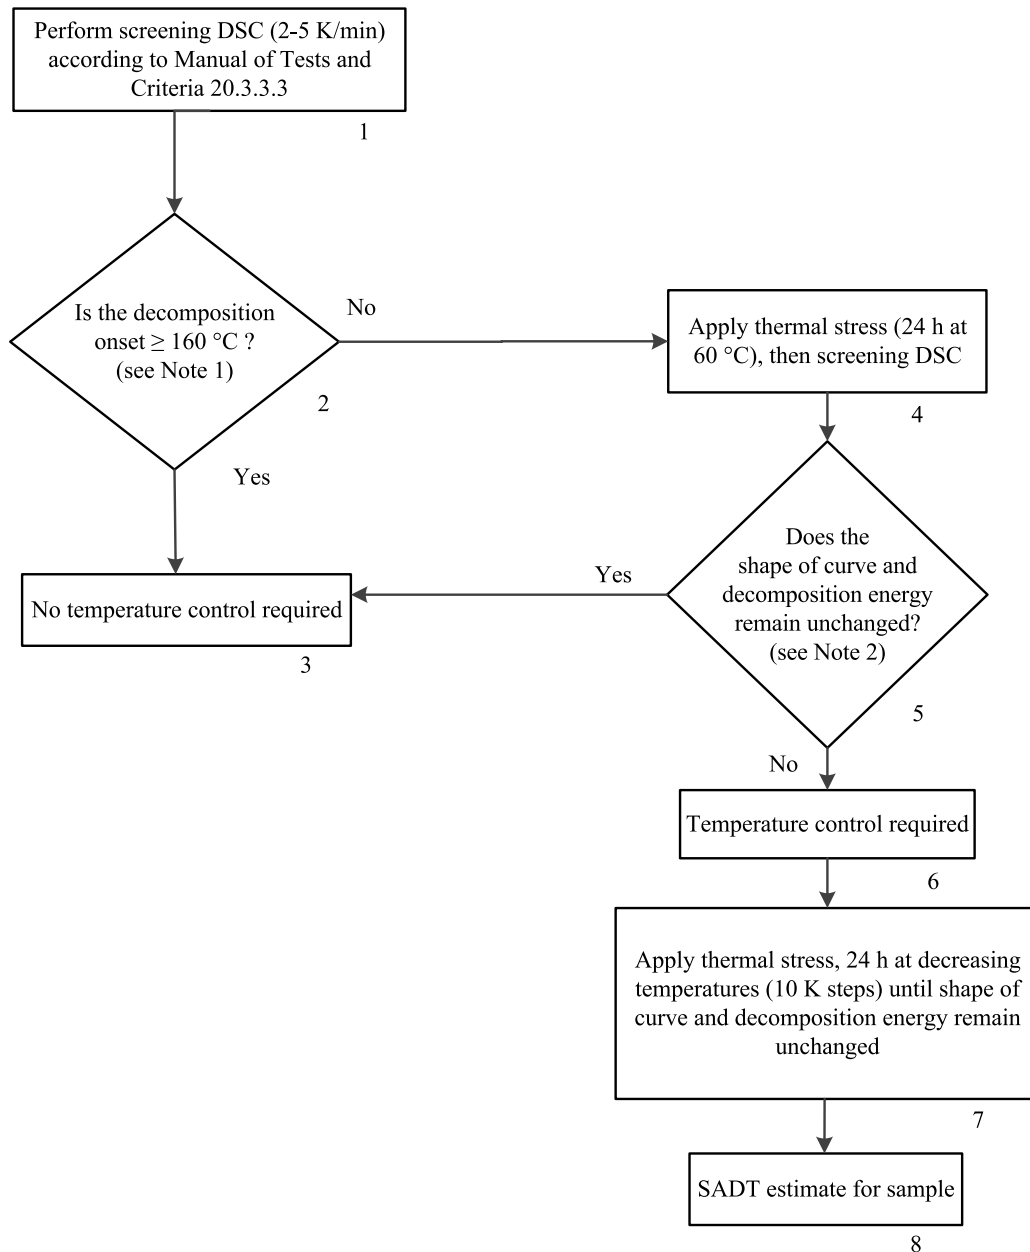 Perform screening DSC (2-5 K/min)
according to Manual of Tests and
Criteria 20.3.3.3
1
Is the decomposition
onset ≥ 160 °C ?
(see Note 1)
2
No
Yes
Apply thermal stress (24 h at
60 °C), then screening DSC
4
No temperature control required
3
Yes
Does the
shape of curve and
decomposition energy
remain unchanged?
(see Note 2)
5
No
Temperature control required
6
Apply thermal stress, 24 h at decreasing
temperatures (10 K steps) until shape of
curve and decomposition energy remain
unchanged
7
SADT estimate for sample
8